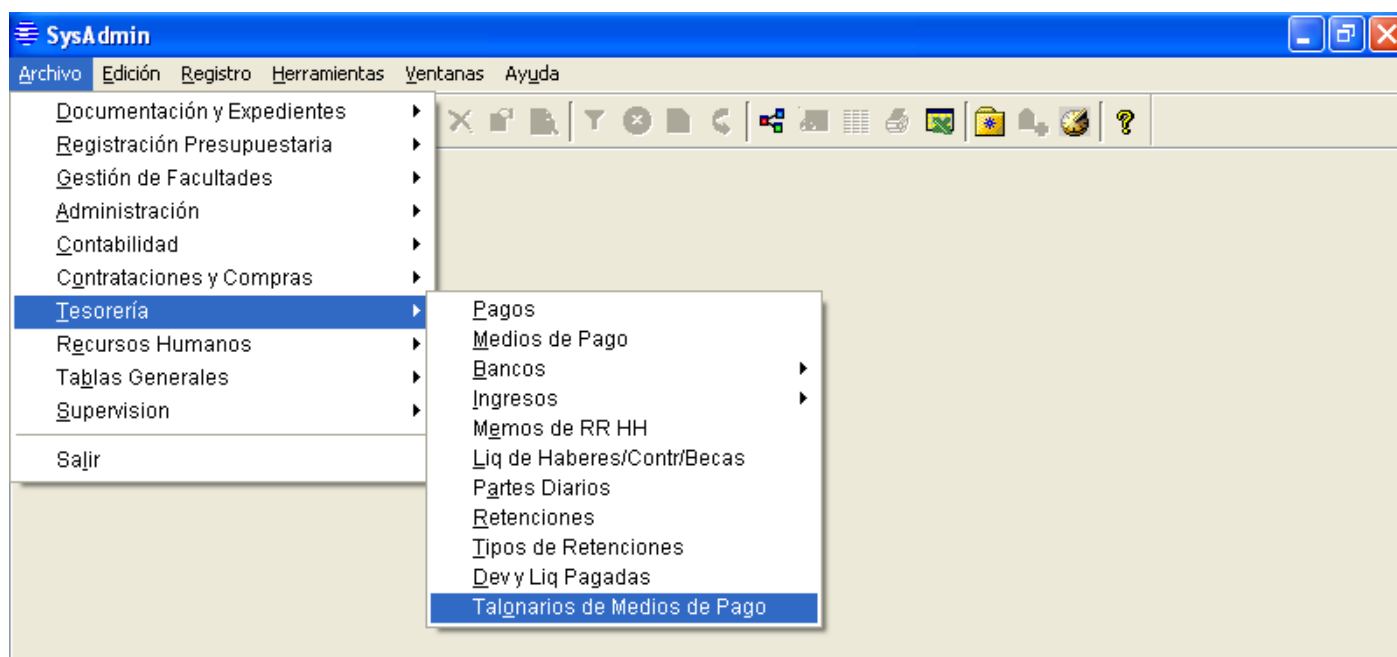 SysAdmin
Archivo Edición Registro Herramientas Ventanas Ayuda
Documentación y Expedientes
Registración Presupuestaria
Gestión de Facultades
Administración
Contabilidad
Contrataciones y Compras
Tesorería
Recursos Humanos
Tablas Generales
Supervision
Salir
Pagos
Medios de Pago
Bancos
Ingresos
Memos de RR HH
Liq de Haberes/Contr/Becas
Partes Diarios
Retenciones
Tipos de Retenciones
Dev y Liq Pagadas
Talonarios de Medios de Pago